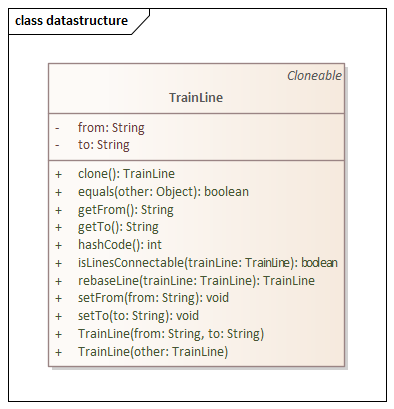 class datastructure
Cloneable
TrainLine
- from: String
- to: String
+ clone(): TrainLine
+ equals(other: Object): boolean
+ getFrom(): String
+ getTo(): String
+ hashCode(): int
+ isLinesConnectable(trainLine: TrainLine): boolean
+ rebaseLine(trainLine: TrainLine): TrainLine
+ setFrom(from: String): void
+ setTo(to: String): void
+ TrainLine(from: String, to: String)
+ TrainLine(other: TrainLine)